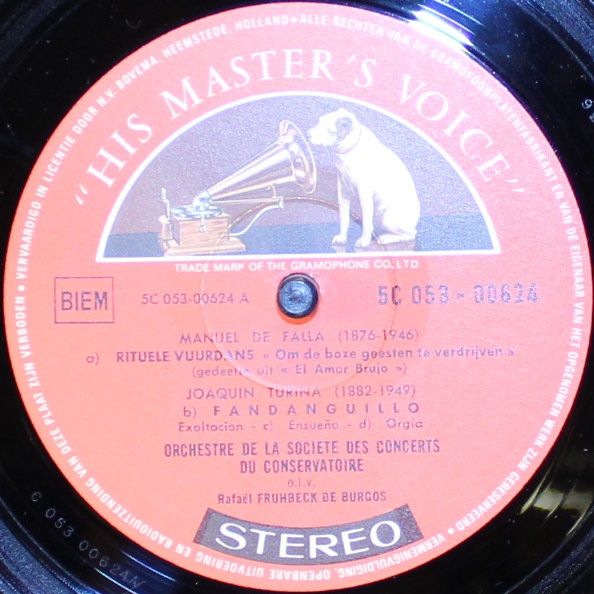 VERVAARDIGD IN LICENTIE DOOR N.V. BOVEMA, HEEMSTEDE, HOLLAND • ALLE RECHTEN VAN DE GRAMOFOONPLATENFABRIKANT EN VAN DE EIGENAAR VAN HET OPGENOMEN WERK ZIJN GERESERVEERD • VERMENIGVULDIGING, OPENBARE UITVOERING EN RADIOUITZENDING VAN DEZE PLAAT ZIJN VERBODEN •
"HIS MASTER'S VOICE"
TRADE MARK OF THE GRAMOPHONE CO. LTD.
BIEM
5C 053-00624 A
5C 053 - 00624
MANUEL DE FALLA (1876-1946)
a) RITUELE VUURDANS « Om de boze geesten te verdrijven »
(gedeelte uit « El Amor Brujo »)
JOAQUIN TURINA (1882-1949)
b) FANDANGUILLO
Exaltacion - c) Ensueño - d) Orgia
ORCHESTRE DE LA SOCIETE DES CONCERTS
DU CONSERVATOIRE
o.l.v.
Rafaël FRUHBECK DE BURGOS
STEREO